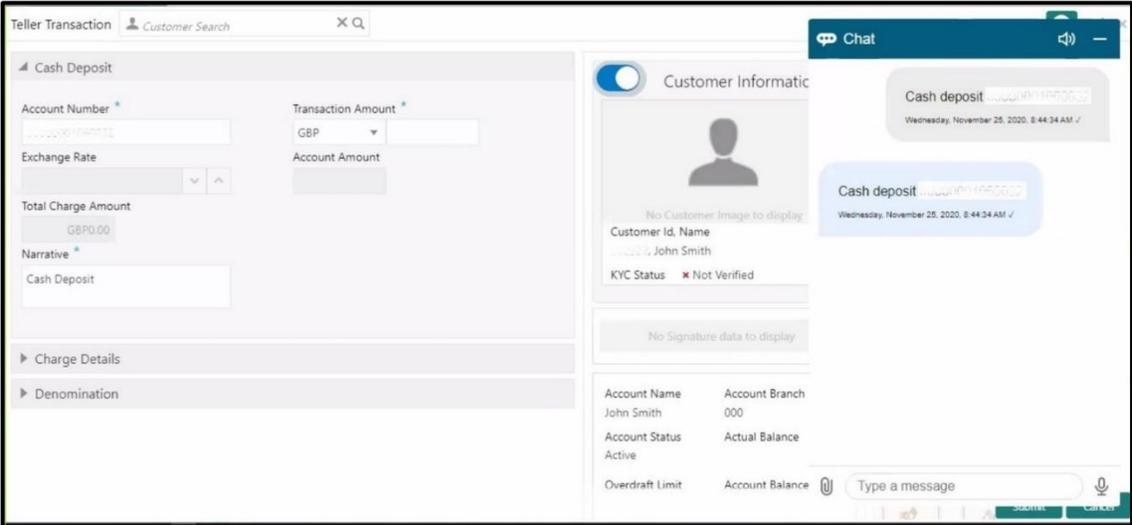 Teller Transaction
Customer Search
Cash Deposit
Account Number *
Transaction Amount *
GBP
Exchange Rate
Account Amount
Total Charge Amount
GBP0.00
Narrative *
Cash Deposit
Charge Details
Denomination
Customer Informatic
No Customer Image to display
Customer Id, Name
, John Smith
KYC Status × Not Verified
No Signature data to display
Account Name Account Branch
John Smith 000
Account Status Actual Balance
Active
Overdraft Limit Account Balance
Chat
Cash deposit
Wednesday, November 25, 2020, 8:44:34 AM ✓
Cash deposit
Wednesday, November 25, 2020, 8:44:34 AM ✓
Type a message
Submit Cancel